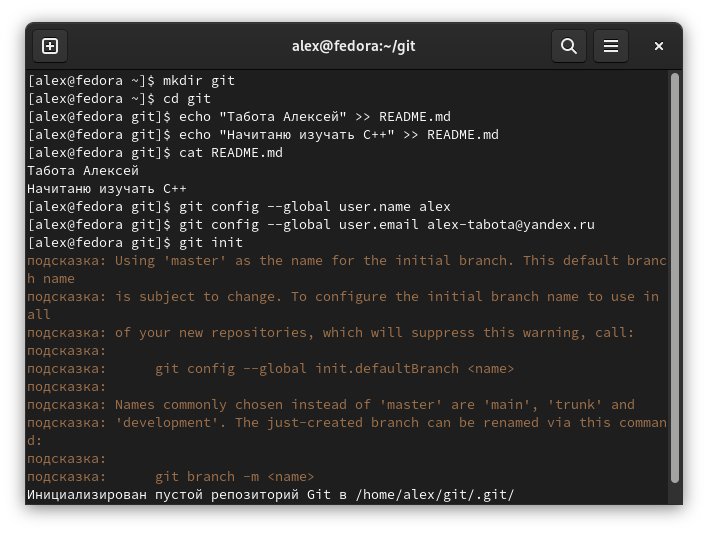 alex@fedora:~/git
[alex@fedora ~]$ mkdir git
[alex@fedora ~]$ cd git
[alex@fedora git]$ echo "Табота Алексей" >> README.md
[alex@fedora git]$ echo "Начитаню изучать С++" >> README.md
[alex@fedora git]$ cat README.md
Табота Алексей
Начитаню изучать С++
[alex@fedora git]$ git config --global user.name alex
[alex@fedora git]$ git config --global user.email alex-tabota@yandex.ru
[alex@fedora git]$ git init
подсказка: Using 'master' as the name for the initial branch. This default branc
h name
подсказка: is subject to change. To configure the initial branch name to use in
all
подсказка: of your new repositories, which will suppress this warning, call:
подсказка:
подсказка:      git config --global init.defaultBranch <name>
подсказка:
подсказка: Names commonly chosen instead of 'master' are 'main', 'trunk' and
подсказка: 'development'. The just-created branch can be renamed via this comman
d:
подсказка:
подсказка:      git branch -m <name>
Инициализирован пустой репозиторий Git в /home/alex/git/.git/